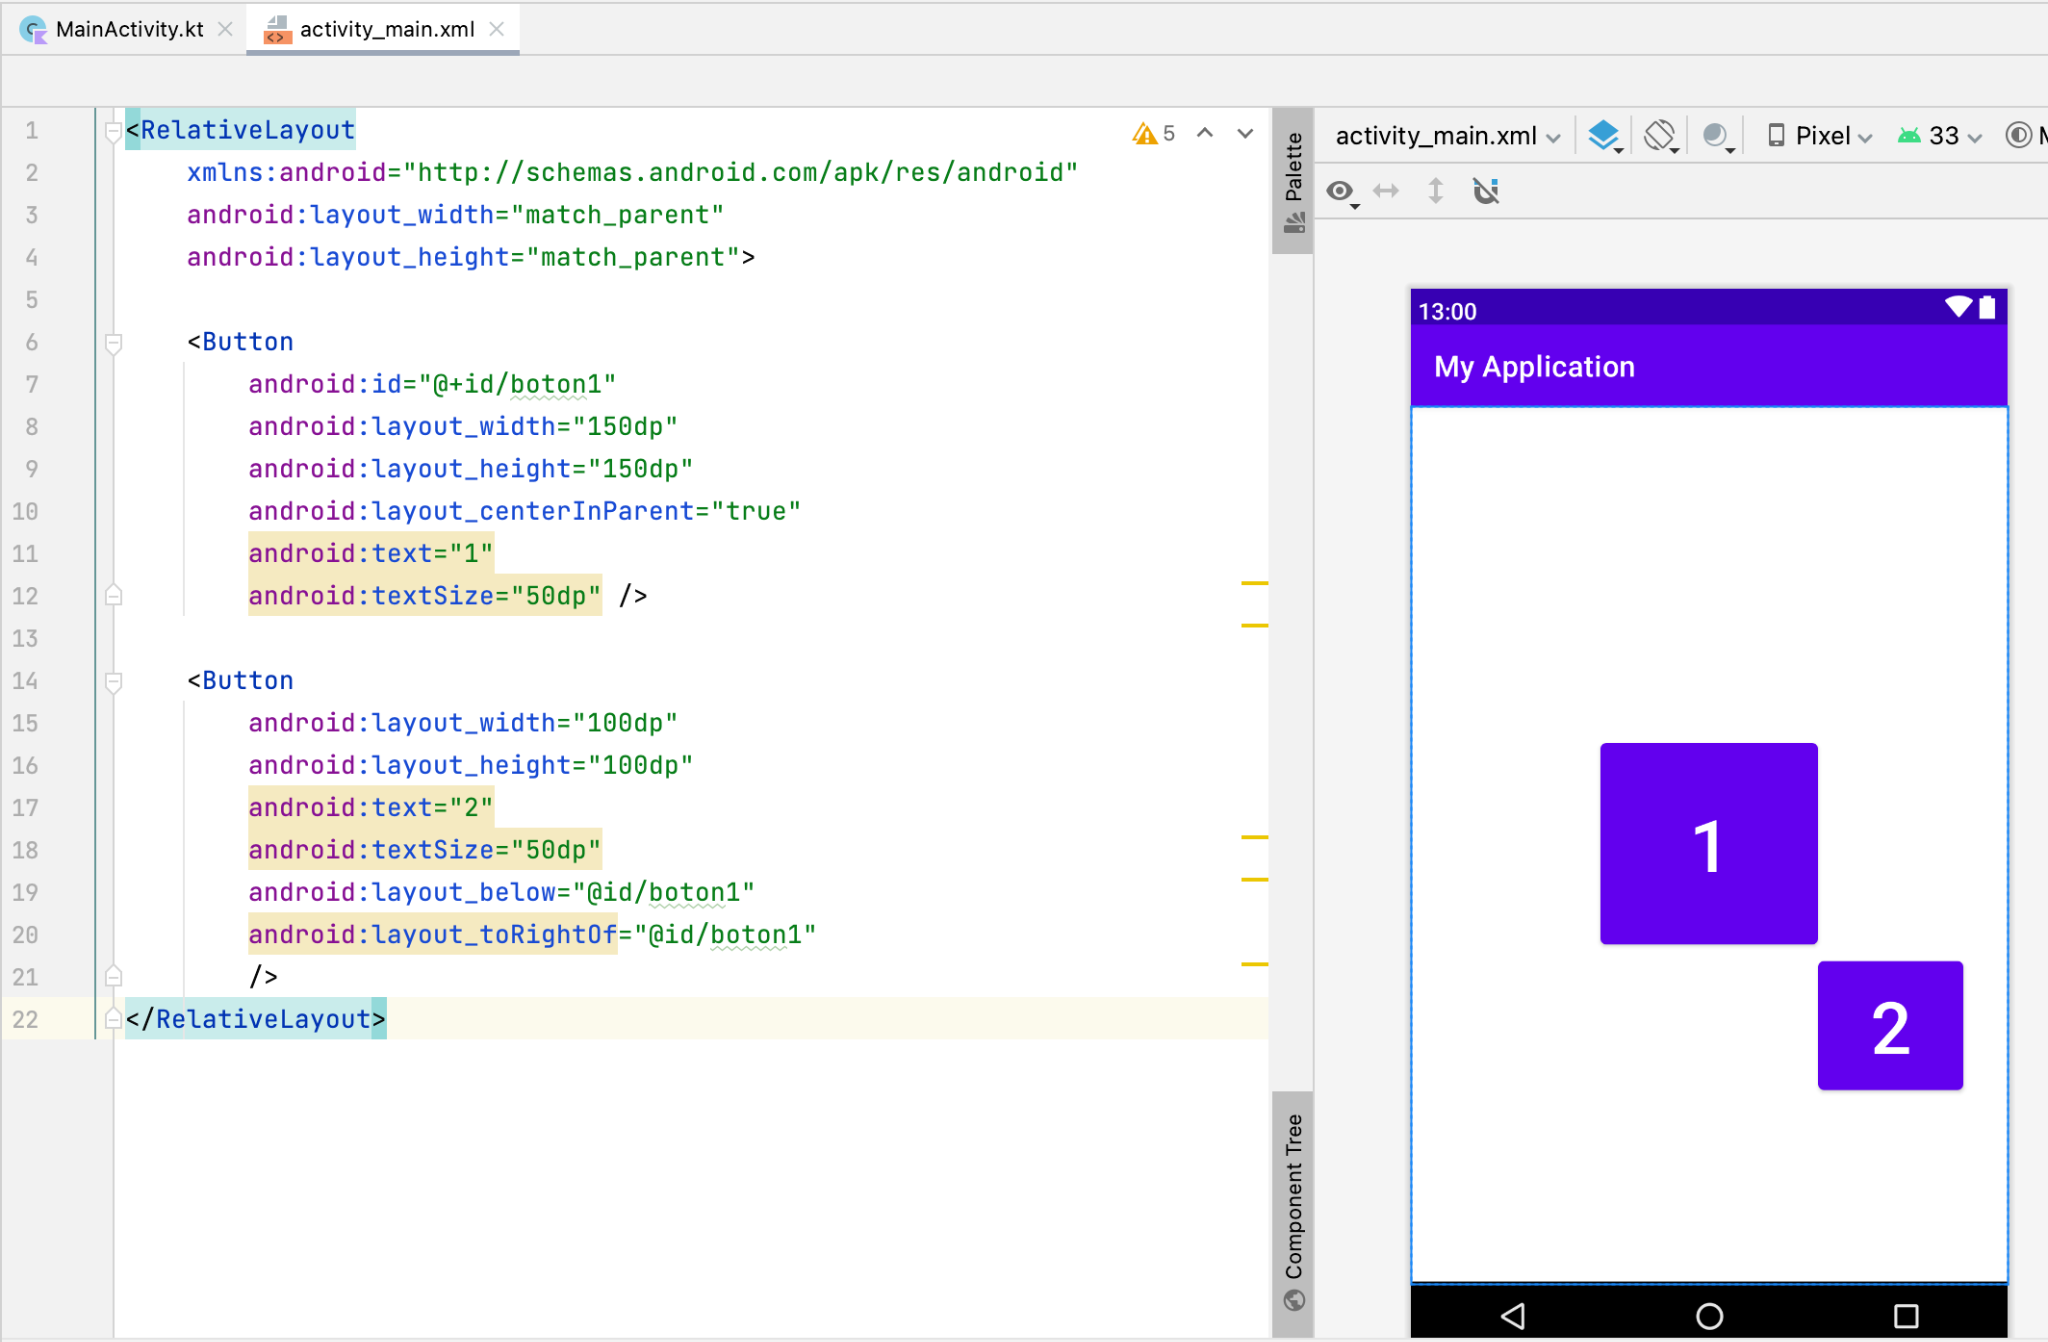 MainActivity.kt
activity_main.xml
1 <RelativeLayout
2 xmlns:android="http://schemas.android.com/apk/res/android"
3 android:layout_width="match_parent"
4 android:layout_height="match_parent">
5
6 <Button
7 android:id="@+id/boton1"
8 android:layout_width="150dp"
9 android:layout_height="150dp"
10 android:layout_centerInParent="true"
11 android:text="1"
12 android:textSize="50dp" />
13
14 <Button
15 android:layout_width="100dp"
16 android:layout_height="100dp"
17 android:text="2"
18 android:textSize="50dp"
19 android:layout_below="@id/boton1"
20 android:layout_toRightOf="@id/boton1"
21 />
22 </RelativeLayout>
5
Palette
Component Tree
activity_main.xml
Pixel
33
13:00
My Application
1
2